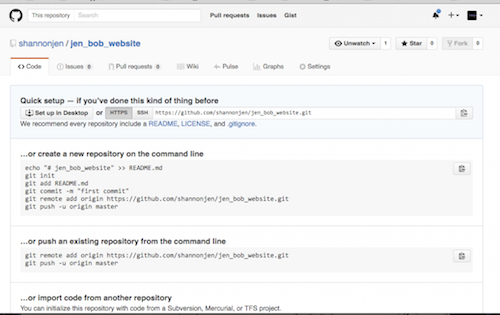 This repository Search Pull requests Issues Gist
shannonjen / jen_bob_website Unwatch 1 Star 0 Fork 0
Code Issues 0 Pull requests 0 Wiki Pulse Graphs Settings
Quick setup — if you've done this kind of thing before
Set up in Desktop or HTTPS SSH https://github.com/shannonjen/jen_bob_website.git
We recommend every repository include a README, LICENSE, and .gitignore.
…or create a new repository on the command line
echo "# jen_bob_website" >> README.md
git init
git add README.md
git commit -m "first commit"
git remote add origin https://github.com/shannonjen/jen_bob_website.git
git push -u origin master
…or push an existing repository from the command line
git remote add origin https://github.com/shannonjen/jen_bob_website.git
git push -u origin master
…or import code from another repository
You can initialize this repository with code from a Subversion, Mercurial, or TFS project.